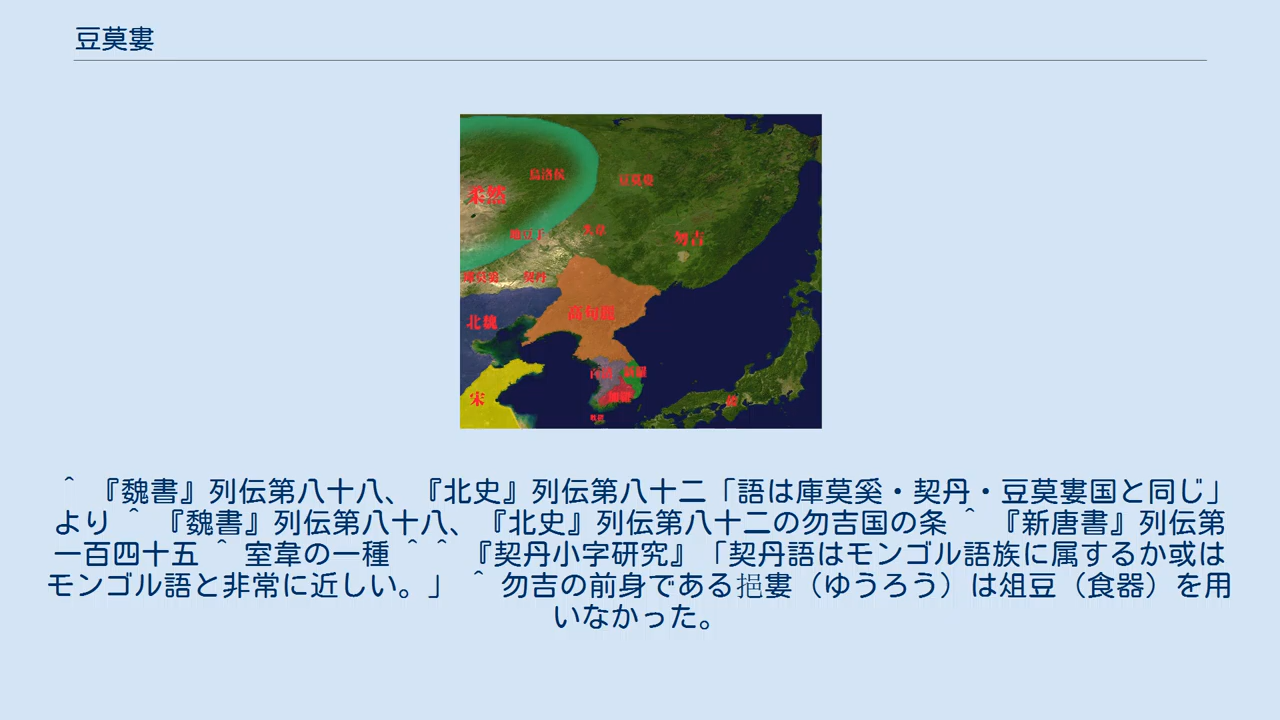 豆莫婁
烏洛侯
柔然
豆莫婁
地豆于
失韋
勿吉
庫莫奚
契丹
高句麗
北魏
百済
新羅
加羅
宋
倭
^ 『魏書』列伝第八十八、『北史』列伝第八十二「語は庫莫奚・契丹・豆莫婁国と同じ」
より ^ 『魏書』列伝第八十八、『北史』列伝第八十二の勿吉国の条 ^ 『新唐書』列伝第
一百四十五 ^ 室韋の一種 ^ ^ 『契丹小字研究』「契丹語はモンゴル語族に属するか或は
モンゴル語と非常に近しい。」 ^ 勿吉の前身である挹婁（ゆうろう）は俎豆（食器）を用
いなかった。